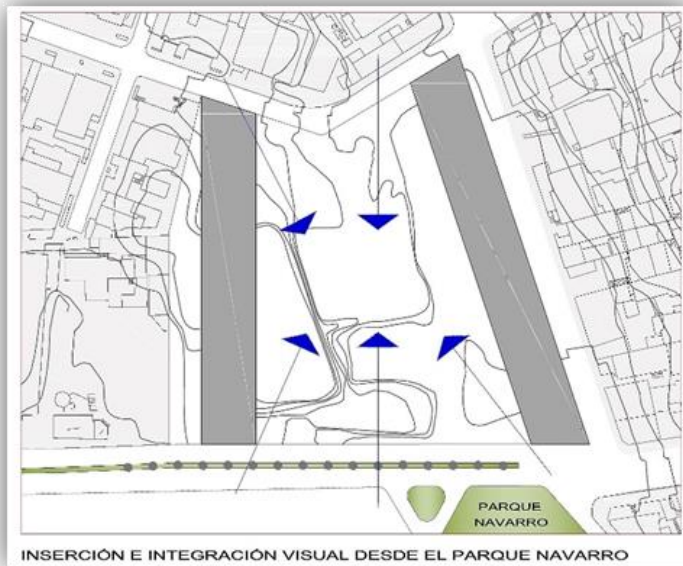 PARQUE
NAVARRO
INSERCIÓN E INTEGRACIÓN VISUAL DESDE EL PARQUE NAVARRO